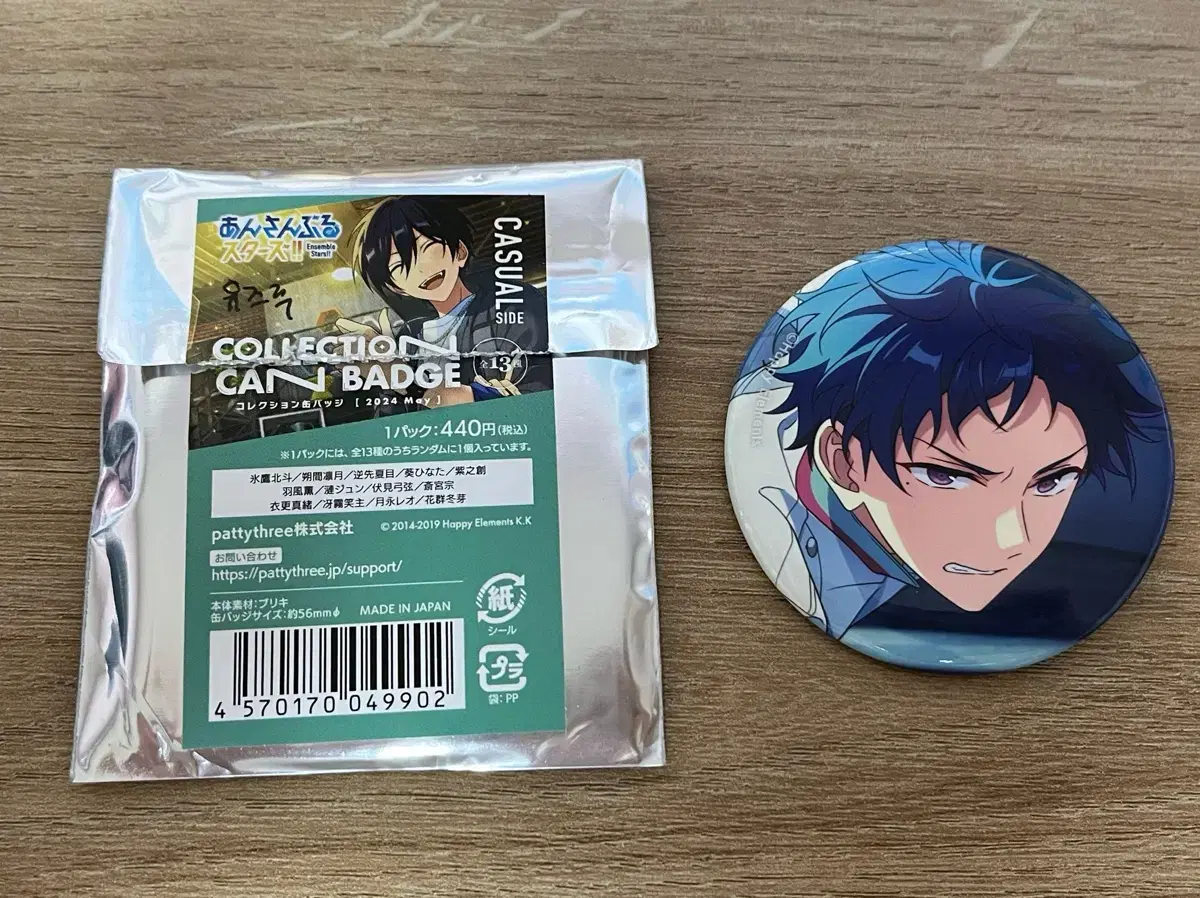 あんさんぶる
スターズ!!
Ensemble
Stars!!
CASUAL
SIDE
유즈루
COLLECTION
CAN BADGE
全13種
コレクション缶バッジ [ 2024 May ]
1パック:440円(税込)
※1パックには、全13種のうちランダムに1個入っています。
氷鷹北斗/朔間凛月/逆先夏目/葵ひなた/紫之創
羽風薫/漣ジュン/伏見弓弦/斎宮宗
衣更真緒/冴霧笑主/月永レオ/花群冬芽
pattythree株式会社
© 2014-2019 Happy Elements K.K
お問い合わせ
https://pattythree.jp/support/
本体素材:ブリキ
缶バッジサイズ:約56mmφ
MADE IN JAPAN
紙
シール
プラ
袋: PP
4 570170 049902
©Happy Elements